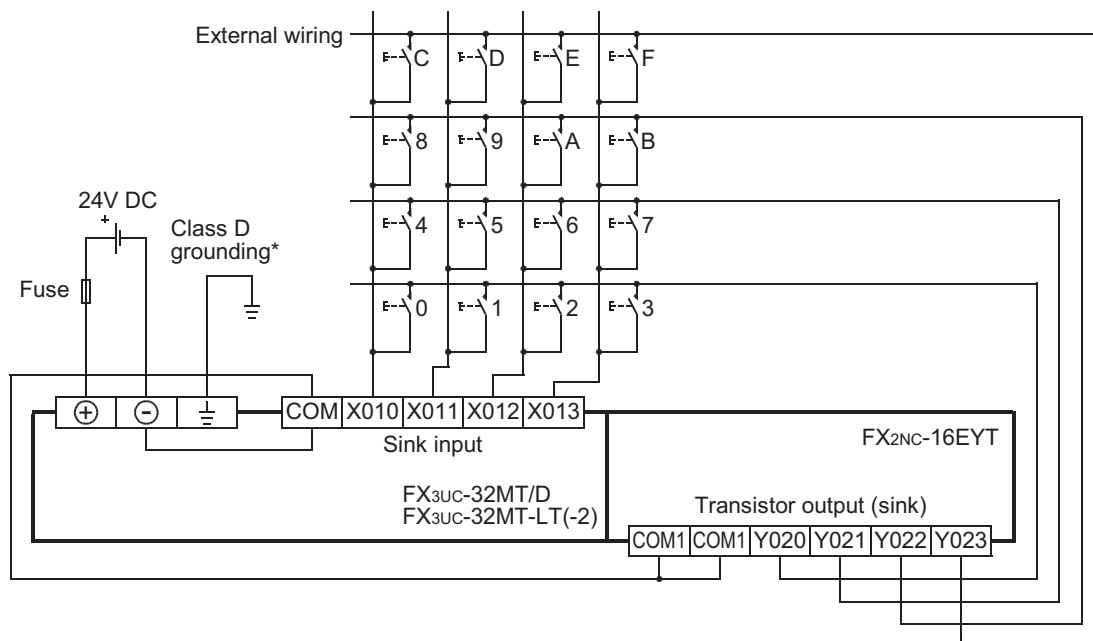 External wiring
C D E F
8 9 A B
24V DC
+
Class D
grounding*
4 5 6 7
Fuse
0 1 2 3
+ - COM X010 X011 X012 X013
Sink input
FX2NC-16EYT
FX3UC-32MT/D
FX3UC-32MT-LT(-2)
Transistor output (sink)
COM1 COM1 Y020 Y021 Y022 Y023